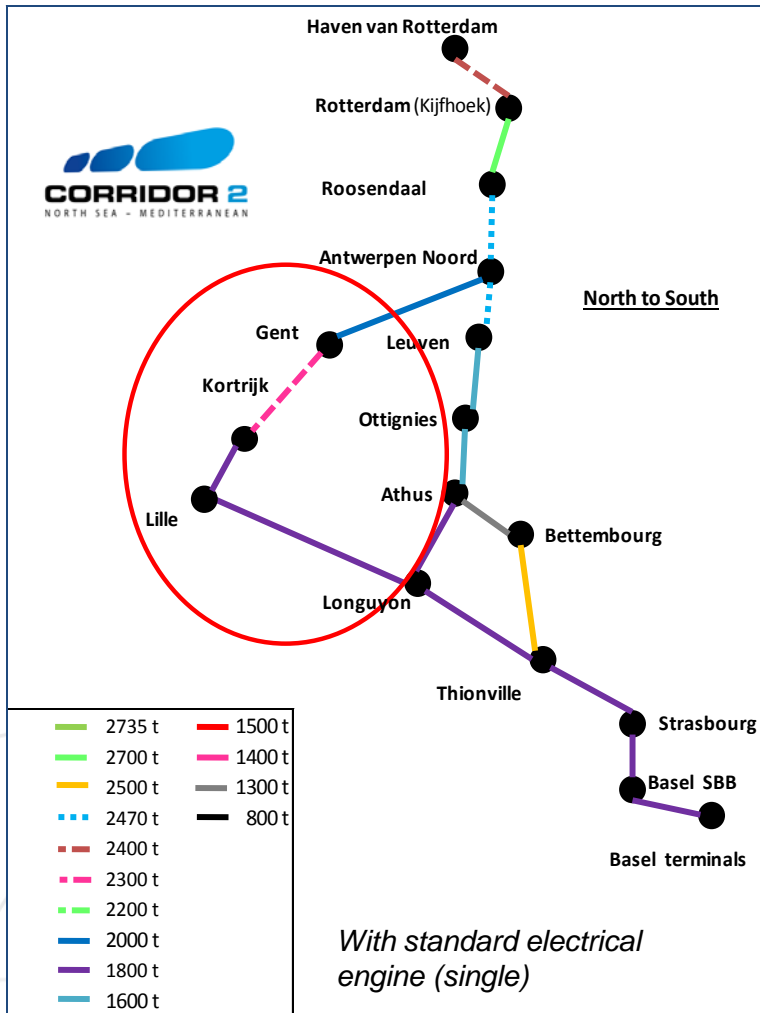 Haven van Rotterdam
Rotterdam (Kijfhoek)
CORRIDOR 2
NORTH SEA – MEDITERRANEAN
Roosendaal
Antwerpen Noord
North to South
Gent
Leuven
Kortrijk
Ottignies
Athus
Lille
Bettembourg
Longuyon
Thionville
Strasbourg
Basel SBB
Basel terminals
2735 t
2700 t
2500 t
2470 t
2400 t
2300 t
2200 t
2000 t
1800 t
1600 t
1500 t
1400 t
1300 t
800 t
With standard electrical
engine (single)